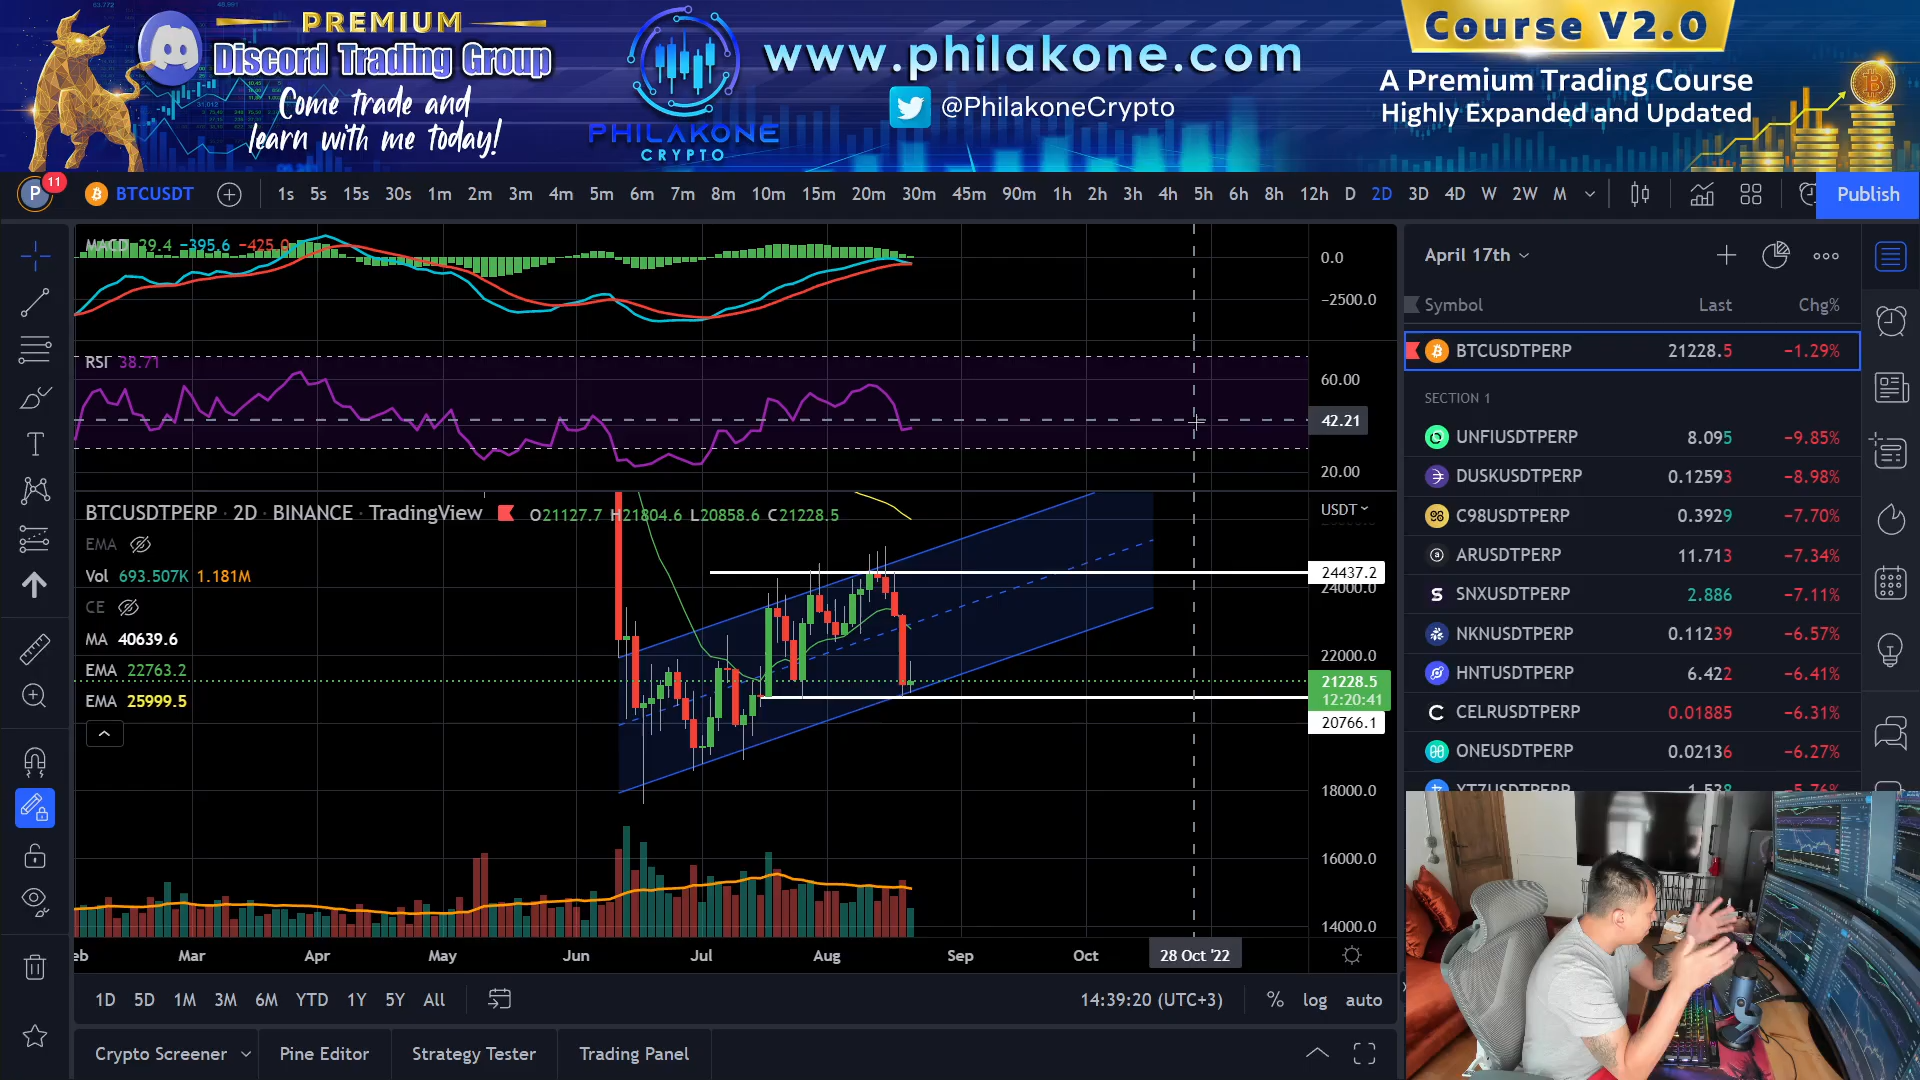 PREMIUM
Discord Trading Group
Come trade and
learn with me today!
PHILAKONE
CRYPTO
www.philakone.com
@PhilakoneCrypto
Course V2.0
A Premium Trading Course
Highly Expanded and Updated
P 11 BTCUSDT 1s 5s 15s 30s 1m 2m 3m 4m 5m 6m 7m 8m 10m 15m 20m 30m 45m 90m 1h 2h 3h 4h 5h 6h 8h 12h D 2D 3D 4D W 2W M Publish
MACD 29.4 −395.6 −425.0
0.0
−2500.0
RSI 38.71
60.00
42.21
20.00
BTCUSDTPERP · 2D · BINANCE · TradingView O21127.7 H21804.6 L20858.6 C21228.5
USDT
EMA
Vol 693.507K 1.181M
CE
MA 40639.6
EMA 22763.2
EMA 25999.5
24437.2
24000.0
22000.0
21228.5
12:20:41
20766.1
18000.0
16000.0
14000.0
eb Mar Apr May Jun Jul Aug Sep Oct 28 Oct '22
1D 5D 1M 3M 6M YTD 1Y 5Y All 14:39:20 (UTC+3) % log auto
Crypto Screener Pine Editor Strategy Tester Trading Panel
April 17th
Symbol Last Chg%
BTCUSDTPERP 21228.5 −1.29%
SECTION 1
UNFIUSDTPERP 8.095 −9.85%
DUSKUSDTPERP 0.12593 −8.98%
C98USDTPERP 0.3929 −7.70%
ARUSDTPERP 11.713 −7.34%
SNXUSDTPERP 2.886 −7.11%
NKNUSDTPERP 0.11239 −6.57%
HNTUSDTPERP 6.422 −6.41%
CELRUSDTPERP 0.01885 −6.31%
ONEUSDTPERP 0.02136 −6.27%
XTZUSDTPERP 1.538 −5.76%